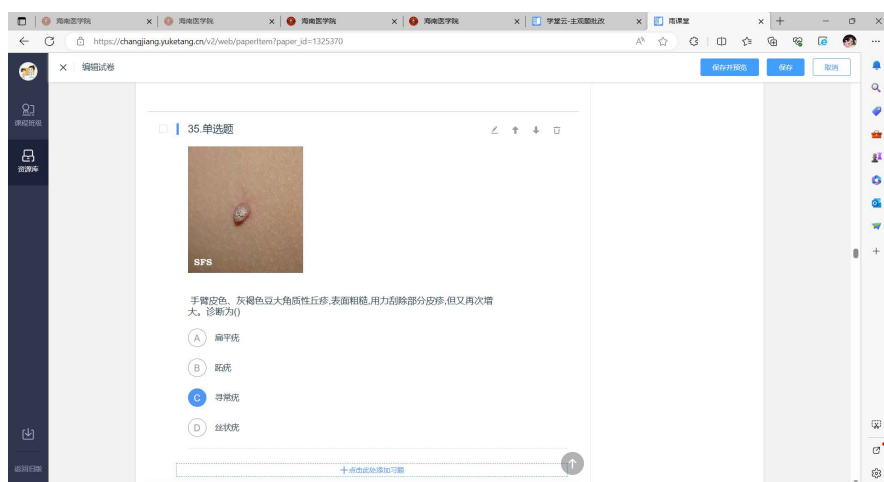 海南医学院
海南医学院
海南医学院
海南医学院
学堂云-主观题批改
雨课堂
https://changjiang.yuketang.cn/v2/web/paperItem?paper_id=1325370
编辑试卷
保存并预览
保存
取消
课程班级
资源库
返回旧版
35.单选题
SFS
手臂皮色、灰褐色豆大角质性丘疹,表面粗糙,用力刮除部分皮疹,但又再次增
大。诊断为()
A 扁平疣
B 跖疣
C 寻常疣
D 丝状疣
+点击此处添加习题